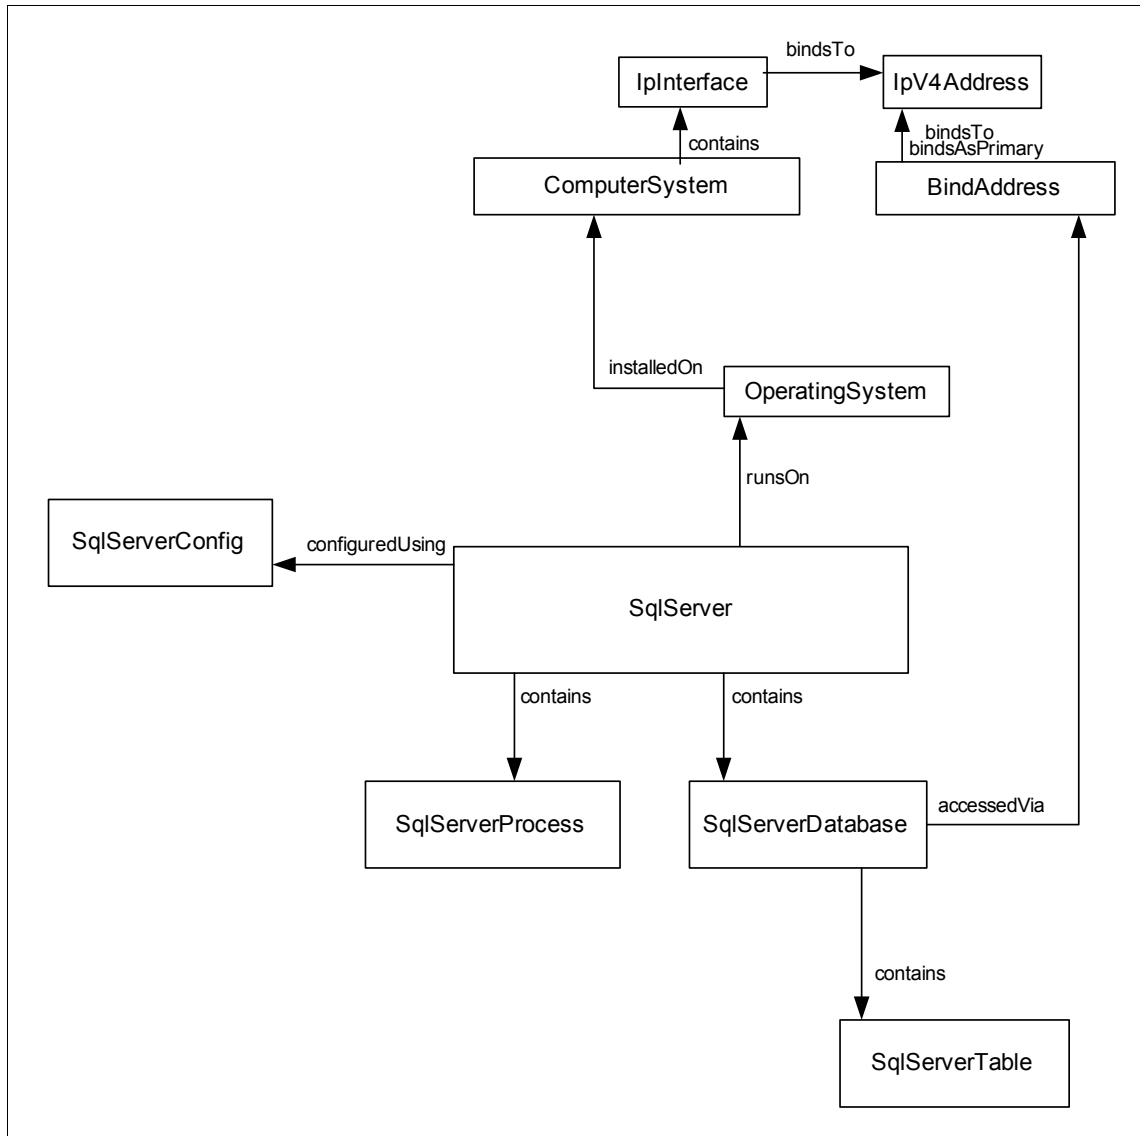 bindsTo
IpInterface
IpV4Address
contains
bindsTo
bindsAsPrimary
ComputerSystem
BindAddress
installedOn
OperatingSystem
runsOn
SqlServerConfig
configuredUsing
SqlServer
contains
contains
SqlServerProcess
SqlServerDatabase
accessedVia
contains
SqlServerTable